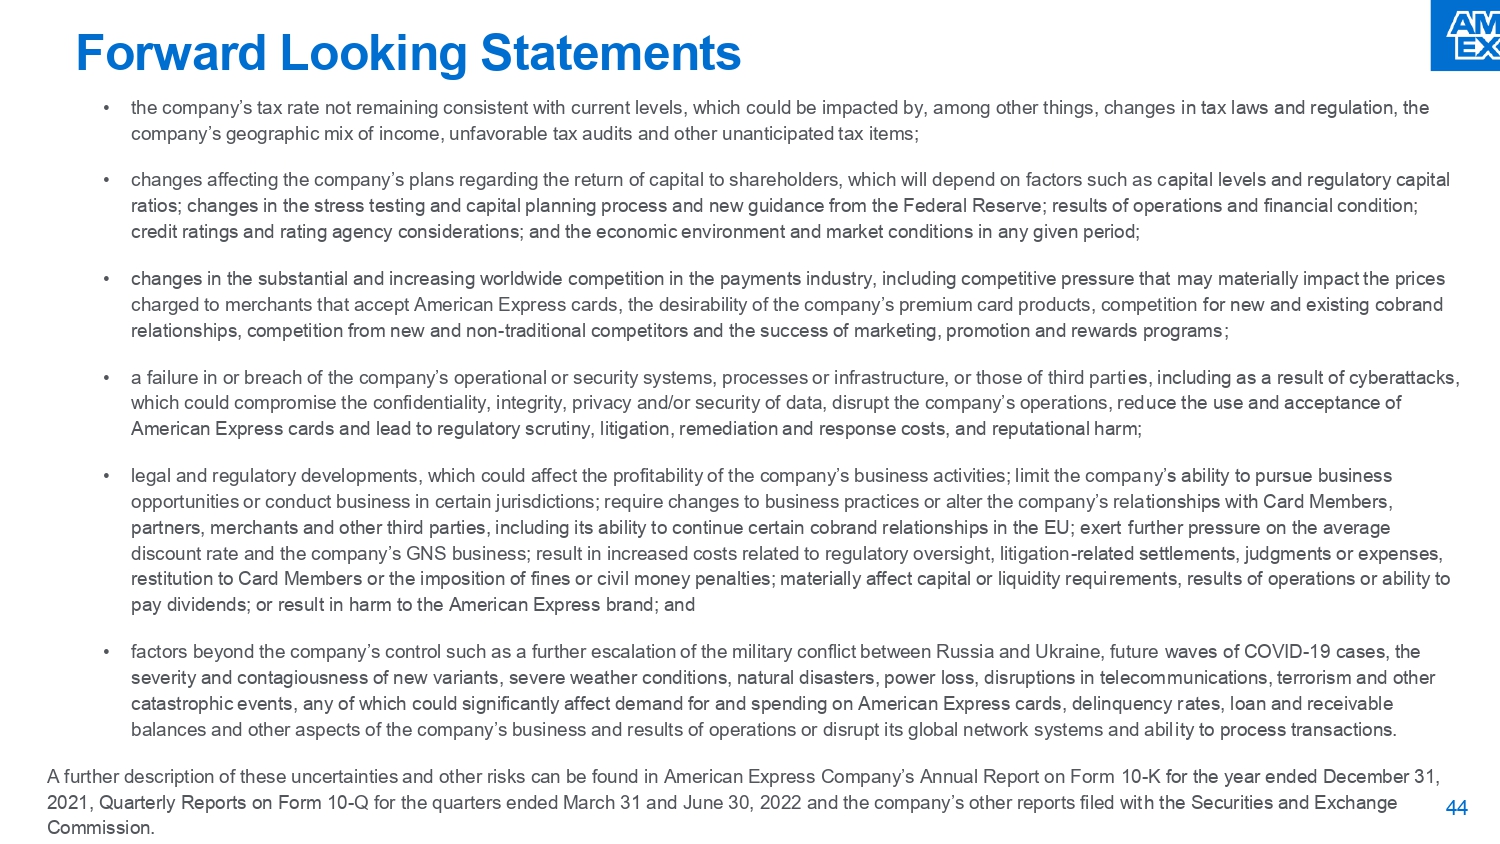 Forward Looking Statements
AM
EX
• the company’s tax rate not remaining consistent with current levels, which could be impacted by, among other things, changes in tax laws and regulation, the
company’s geographic mix of income, unfavorable tax audits and other unanticipated tax items;
• changes affecting the company’s plans regarding the return of capital to shareholders, which will depend on factors such as capital levels and regulatory capital
ratios; changes in the stress testing and capital planning process and new guidance from the Federal Reserve; results of operations and financial condition;
credit ratings and rating agency considerations; and the economic environment and market conditions in any given period;
• changes in the substantial and increasing worldwide competition in the payments industry, including competitive pressure that may materially impact the prices
charged to merchants that accept American Express cards, the desirability of the company’s premium card products, competition for new and existing cobrand
relationships, competition from new and non-traditional competitors and the success of marketing, promotion and rewards programs;
• a failure in or breach of the company’s operational or security systems, processes or infrastructure, or those of third parties, including as a result of cyberattacks,
which could compromise the confidentiality, integrity, privacy and/or security of data, disrupt the company’s operations, reduce the use and acceptance of
American Express cards and lead to regulatory scrutiny, litigation, remediation and response costs, and reputational harm;
• legal and regulatory developments, which could affect the profitability of the company’s business activities; limit the company’s ability to pursue business
opportunities or conduct business in certain jurisdictions; require changes to business practices or alter the company’s relationships with Card Members,
partners, merchants and other third parties, including its ability to continue certain cobrand relationships in the EU; exert further pressure on the average
discount rate and the company’s GNS business; result in increased costs related to regulatory oversight, litigation-related settlements, judgments or expenses,
restitution to Card Members or the imposition of fines or civil money penalties; materially affect capital or liquidity requirements, results of operations or ability to
pay dividends; or result in harm to the American Express brand; and
• factors beyond the company’s control such as a further escalation of the military conflict between Russia and Ukraine, future waves of COVID-19 cases, the
severity and contagiousness of new variants, severe weather conditions, natural disasters, power loss, disruptions in telecommunications, terrorism and other
catastrophic events, any of which could significantly affect demand for and spending on American Express cards, delinquency rates, loan and receivable
balances and other aspects of the company’s business and results of operations or disrupt its global network systems and ability to process transactions.
A further description of these uncertainties and other risks can be found in American Express Company’s Annual Report on Form 10-K for the year ended December 31,
2021, Quarterly Reports on Form 10-Q for the quarters ended March 31 and June 30, 2022 and the company’s other reports filed with the Securities and Exchange
Commission.
44